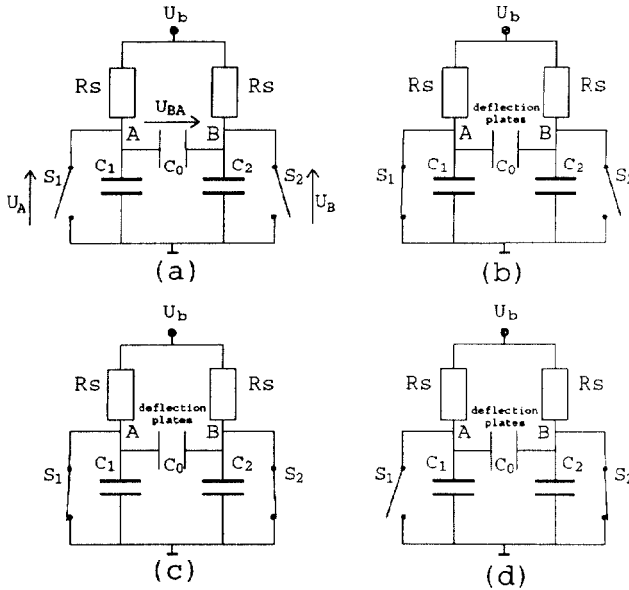 U_b
Rs Rs
U_BA
A B
S_1 C_1 C_0 C_2 S_2
U_A U_B
(a)
U_b
Rs Rs
deflection
plates
A B
S_1 C_1 C_0 C_2 S_2
(b)
U_b
Rs Rs
deflection
plates
A B
S_1 C_1 C_0 C_2 S_2
(c)
U_b
Rs Rs
deflection
plates
A B
S_1 C_1 C_0 C_2 S_2
(d)